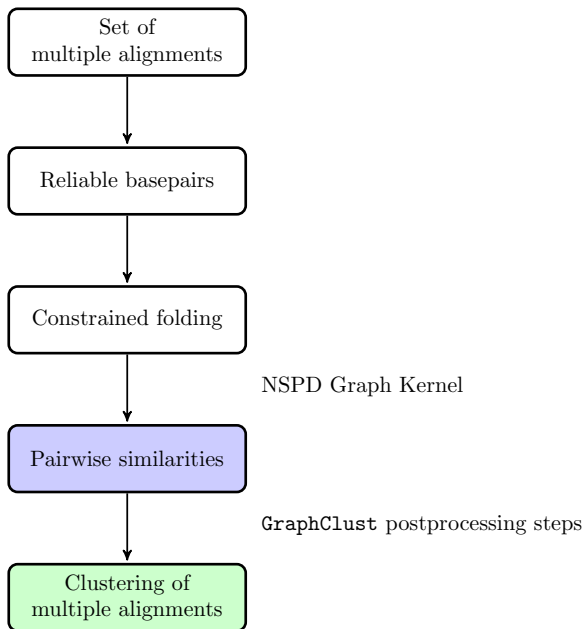 Set of
multiple alignments
Reliable basepairs
Constrained folding
NSPD Graph Kernel
Pairwise similarities
GraphClust postprocessing steps
Clustering of
multiple alignments